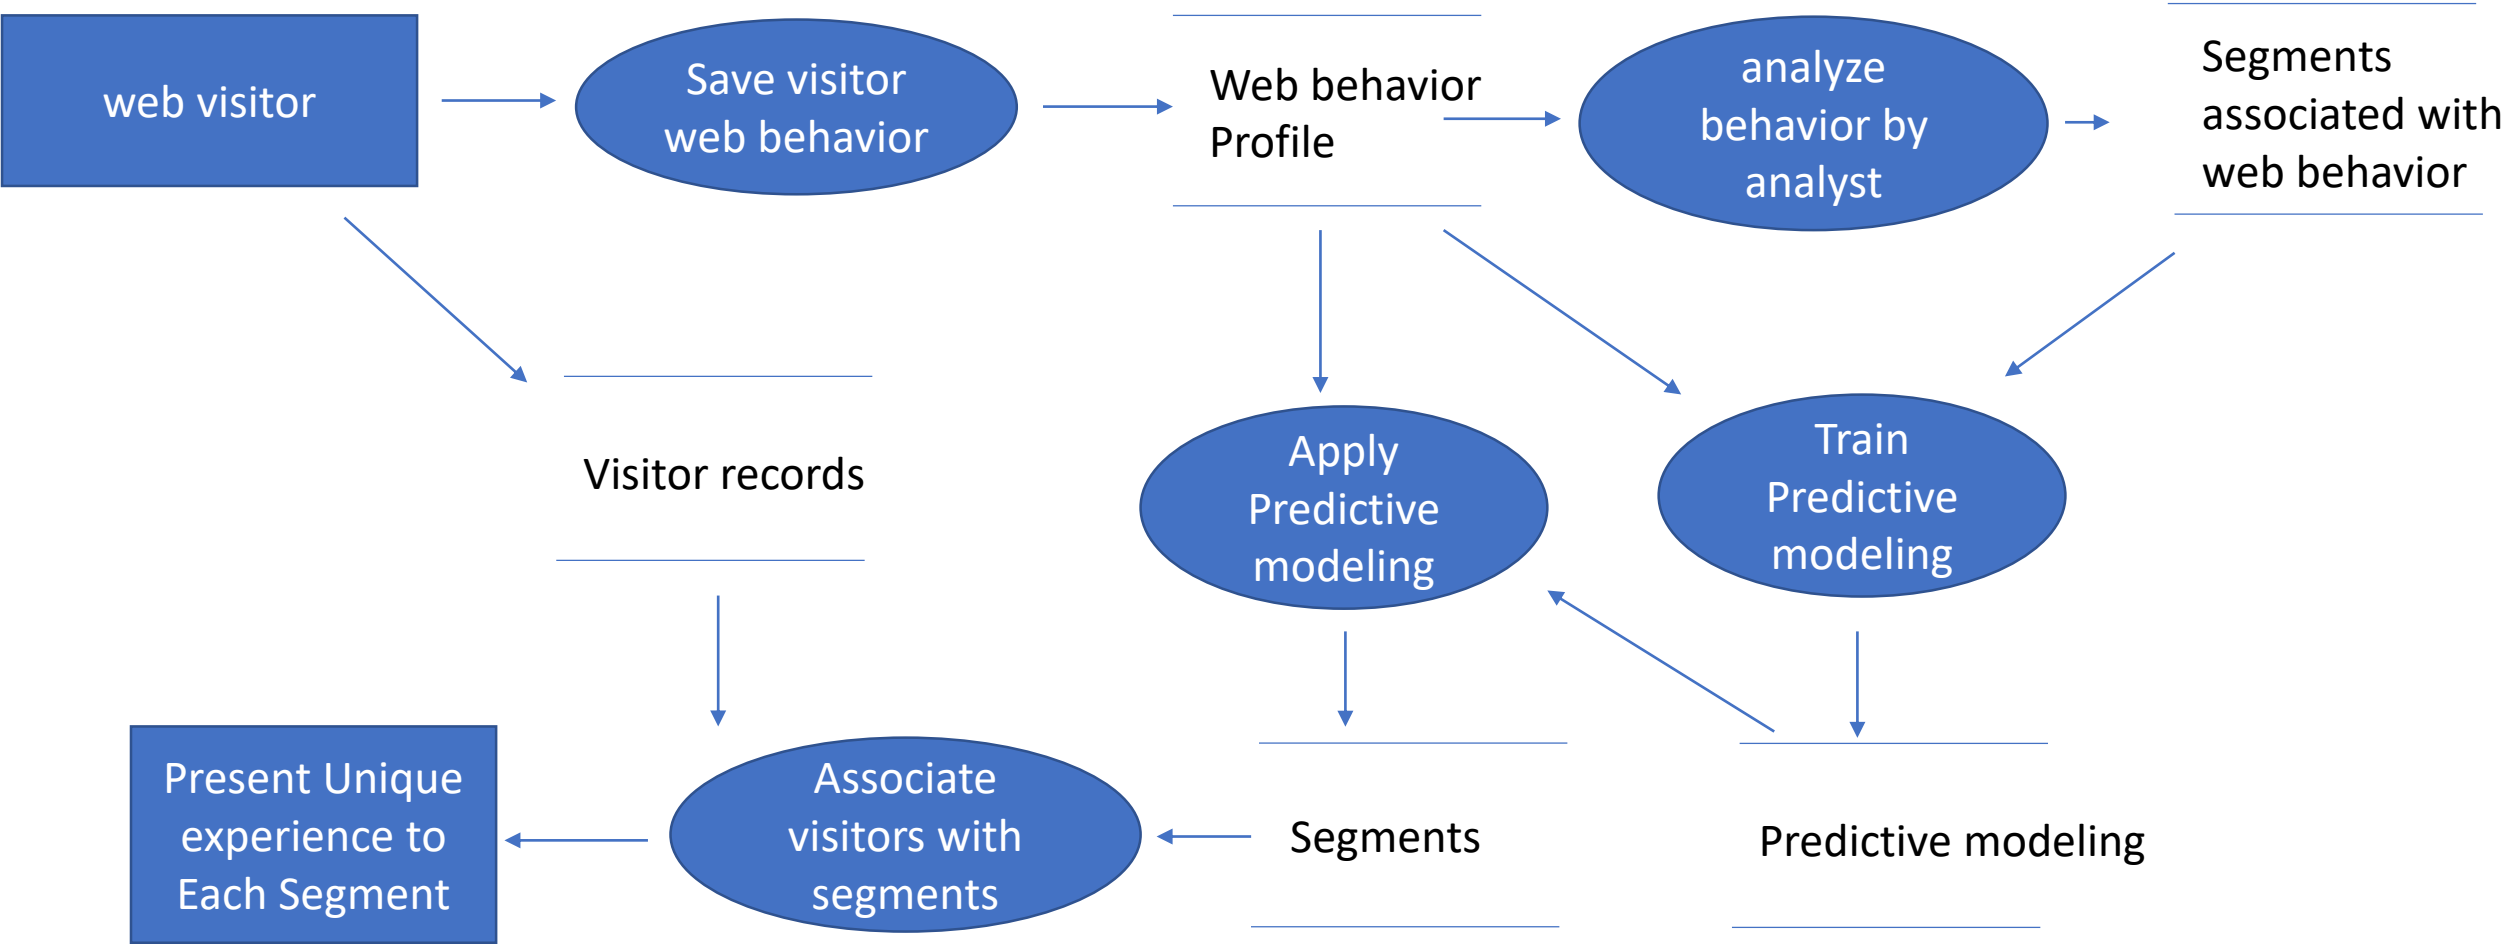 web visitor
Save visitor
web behavior
Web behavior
Profile
analyze
behavior by
analyst
Segments
associated with
web behavior
Visitor records
Apply
Predictive
modeling
Train
Predictive
modeling
Present Unique
experience to
Each Segment
Associate
visitors with
segments
Segments
Predictive modeling